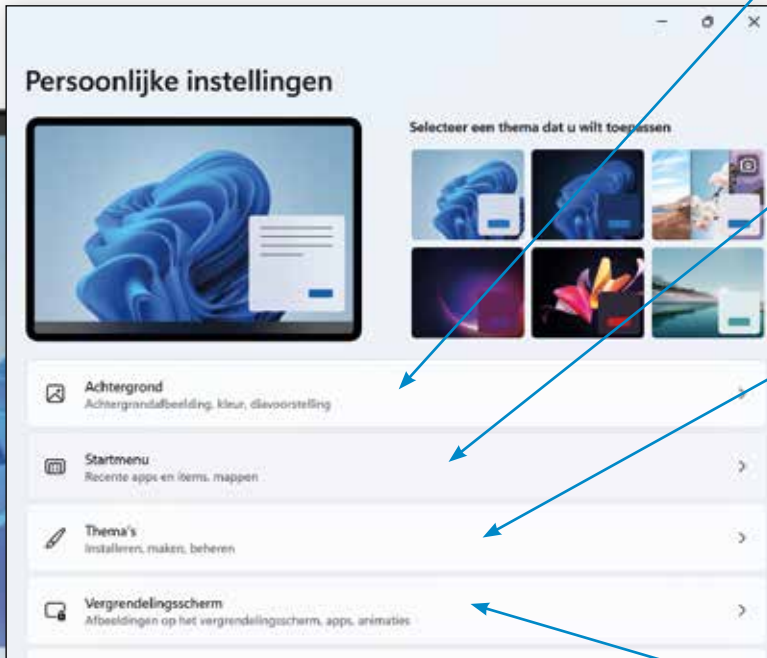 Persoonlijke instellingen
Selecteer een thema dat u wilt toepassen
Achtergrond
Achtergrondafbeelding, kleur, diavoorstelling
Startmenu
Recente apps en items, mappen
Thema's
Installeren, maken, beheren
Vergrendelingsscherm
Afbeeldingen op het vergrendelingsscherm, apps, animaties